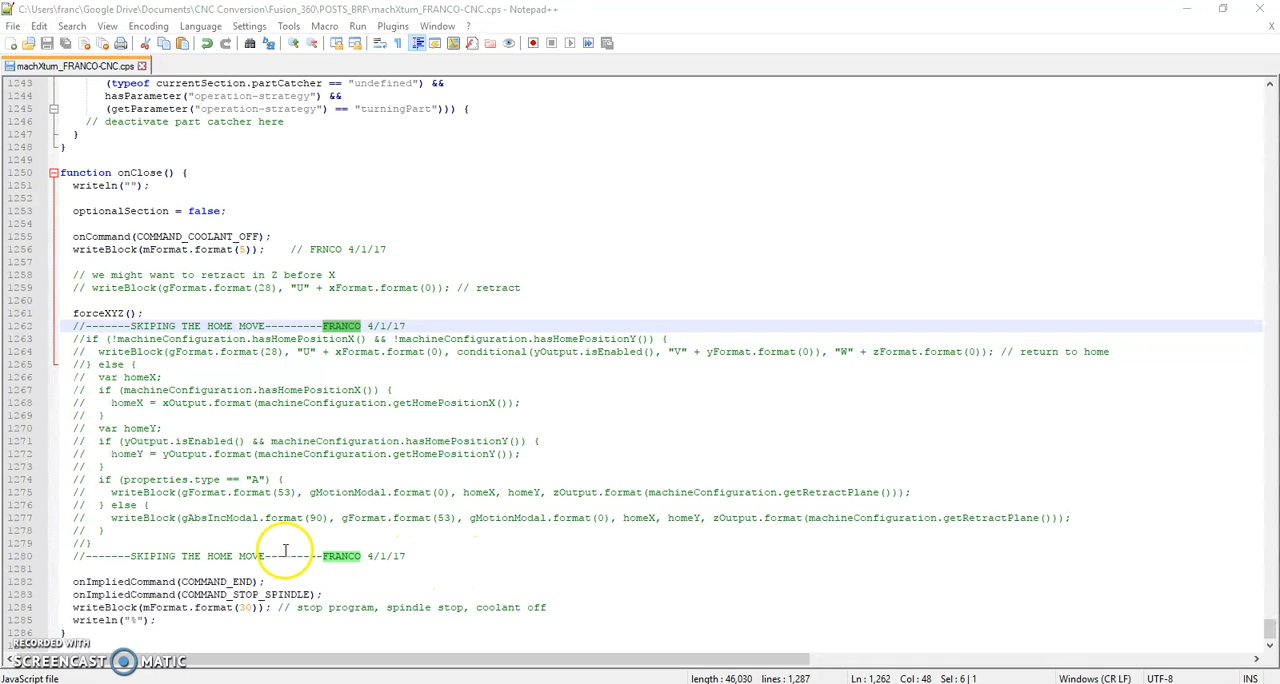 C:\Users\franc\Google Drive\Documents\CNC Conversion\Fusion_360\POSTS_BRF\machXturn_FRANCO-CNC.cps - Notepad++
File Edit Search View Encoding Language Settings Tools Macro Run Plugins Window ?
machXturn_FRANCO-CNC.cps
1243 (typeof currentSection.partCatcher == "undefined") &&
1244 hasParameter("operation-strategy") &&
1245 (getParameter("operation-strategy") == "turningPart"))) {
1246 // deactivate part catcher here
1247 }
1248 }
1249
1250 function onClose() {
1251 writeln("");
1252
1253 optionalSection = false;
1254
1255 onCommand(COMMAND_COOLANT_OFF);
1256 writeBlock(mFormat.format(5)); // FRNCO 4/1/17
1257
1258 // we might want to retract in Z before X
1259 // writeBlock(gFormat.format(28), "U" + xFormat.format(0)); // retract
1260
1261 forceXYZ();
1262 //-------SKIPING THE HOME MOVE---------FRANCO 4/1/17
1263 //if (!machineConfiguration.hasHomePositionX() && !machineConfiguration.hasHomePositionY()) {
1264 // writeBlock(gFormat.format(28), "U" + xFormat.format(0), conditional(yOutput.isEnabled(), "V" + yFormat.format(0)), "W" + zFormat.format(0)); // return to home
1265 //} else {
1266 // var homeX;
1267 // if (machineConfiguration.hasHomePositionX()) {
1268 // homeX = xOutput.format(machineConfiguration.getHomePositionX());
1269 // }
1270 // var homeY;
1271 // if (yOutput.isEnabled() && machineConfiguration.hasHomePositionY()) {
1272 // homeY = yOutput.format(machineConfiguration.getHomePositionY());
1273 // }
1274 // if (properties.type == "A") {
1275 // writeBlock(gFormat.format(53), gMotionModal.format(0), homeX, homeY, zOutput.format(machineConfiguration.getRetractPlane()));
1276 // } else {
1277 // writeBlock(gAbsIncModal.format(90), gFormat.format(53), gMotionModal.format(0), homeX, homeY, zOutput.format(machineConfiguration.getRetractPlane()));
1278 // }
1279 //}
1280 //-------SKIPING THE HOME MOVE---------FRANCO 4/1/17
1281
1282 onImpliedCommand(COMMAND_END);
1283 onImpliedCommand(COMMAND_STOP_SPINDLE);
1284 writeBlock(mFormat.format(30)); // stop program, spindle stop, coolant off
1285 writeln("%");
1286 }
RECORDED WITH
SCREENCAST MATIC
JavaScript file length : 46,030 lines : 1,287 Ln : 1,262 Col : 48 Sel : 6 | 1 Windows (CR LF) UTF-8 INS